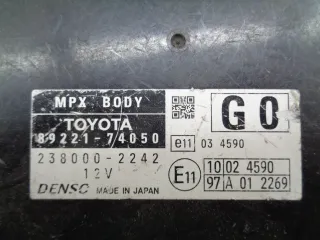 MPX BODY
TOYOTA
89221-74050
238000-2242
12V
DENSO MADE IN JAPAN
G0
e11 03 4590
E11
10 02 4590
97 A 01 2269